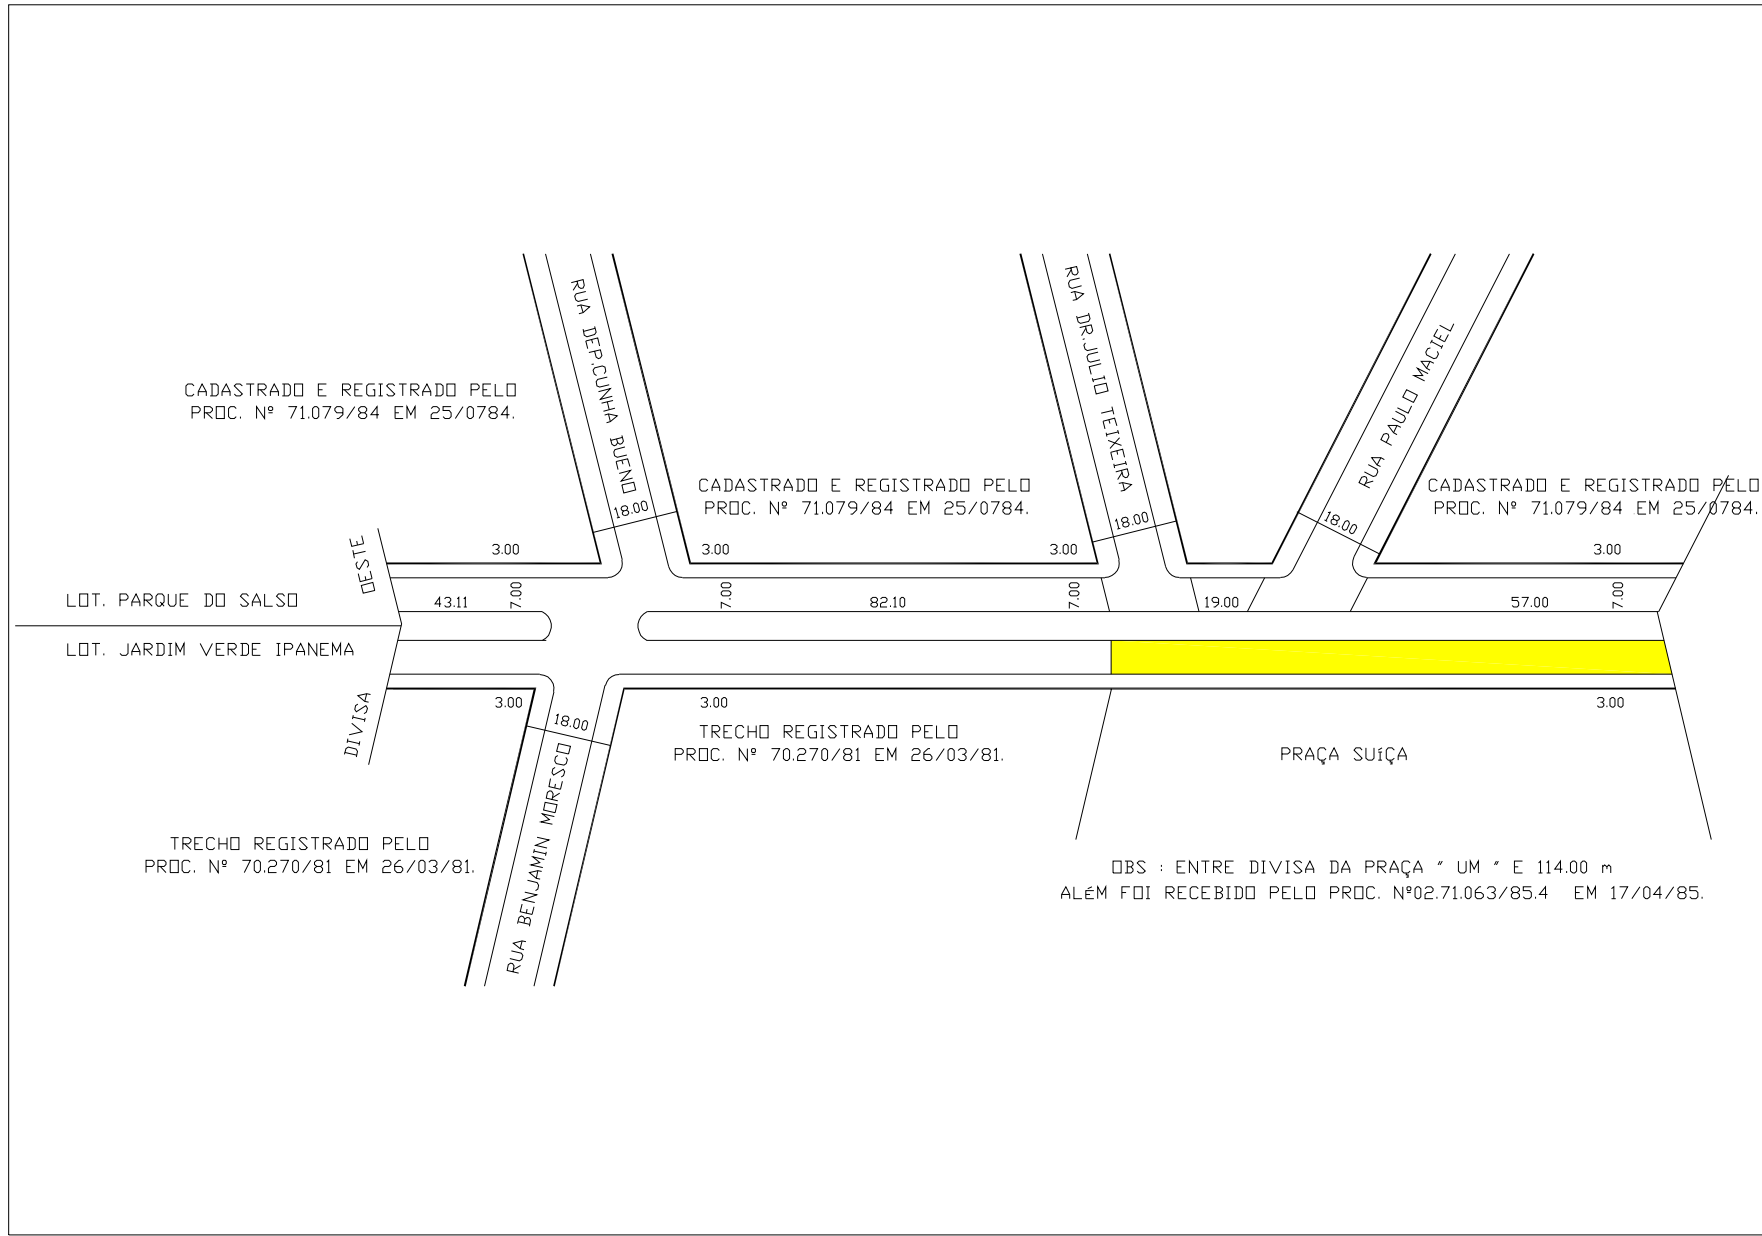 RUA DEP.CUNHA BUENO
RUA DR.JULIO TEIXEIRA
RUA PAULO MACIEL
CADASTRADO E REGISTRADO PELO
PROC. Nº 71.079/84 EM 25/0784.
CADASTRADO E REGISTRADO PELO
PROC. Nº 71.079/84 EM 25/0784.
CADASTRADO E REGISTRADO PELO
PROC. Nº 71.079/84 EM 25/0784.
18.00
18.00
18.00
OESTE
3.00
3.00
3.00
3.00
LOT. PARQUE DO SALSO
43.11
7.00
7.00
82.10
7.00
19.00
57.00
7.00
LOT. JARDIM VERDE IPANEMA
DIVISA
3.00
18.00
3.00
3.00
TRECHO REGISTRADO PELO
PROC. Nº 70.270/81 EM 26/03/81.
PRAÇA SUíÇA
RUA BENJAMIN MORESCO
TRECHO REGISTRADO PELO
PROC. Nº 70.270/81 EM 26/03/81.
OBS : ENTRE DIVISA DA PRAÇA " UM " E 114.00 m
ALéM FOI RECEBIDO PELO PROC. Nº02.71.063/85.4 EM 17/04/85.